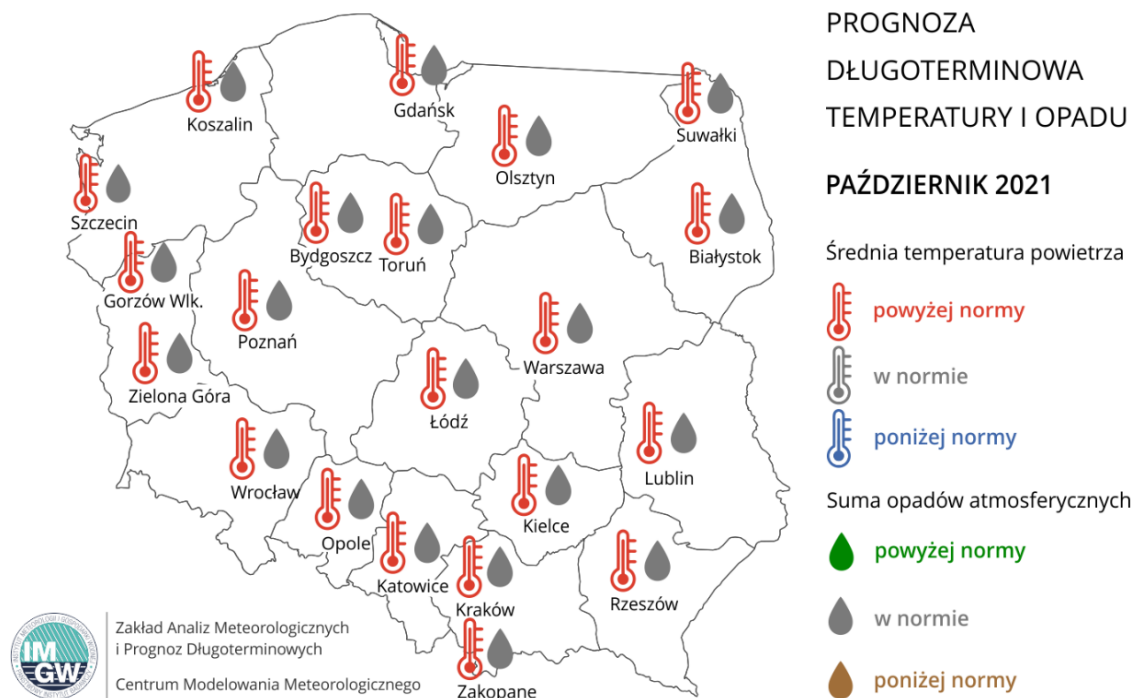 PROGNOZA
DŁUGOTERMINOWA
TEMPERATURY I OPADU
PAŹDZIERNIK 2021
Średnia temperatura powietrza
powyżej normy
w normie
poniżej normy
Suma opadów atmosferycznych
powyżej normy
w normie
poniżej normy
Koszalin
Gdańsk
Suwałki
Olsztyn
Szczecin
Bydgoszcz
Toruń
Białystok
Gorzów Wlk.
Poznań
Warszawa
Zielona Góra
Łódź
Lublin
Wrocław
Kielce
Opole
Katowice
Kraków
Rzeszów
Zakopane
IM
GW
Zakład Analiz Meteorologicznych
i Prognoz Długoterminowych
Centrum Modelowania Meteorologicznego